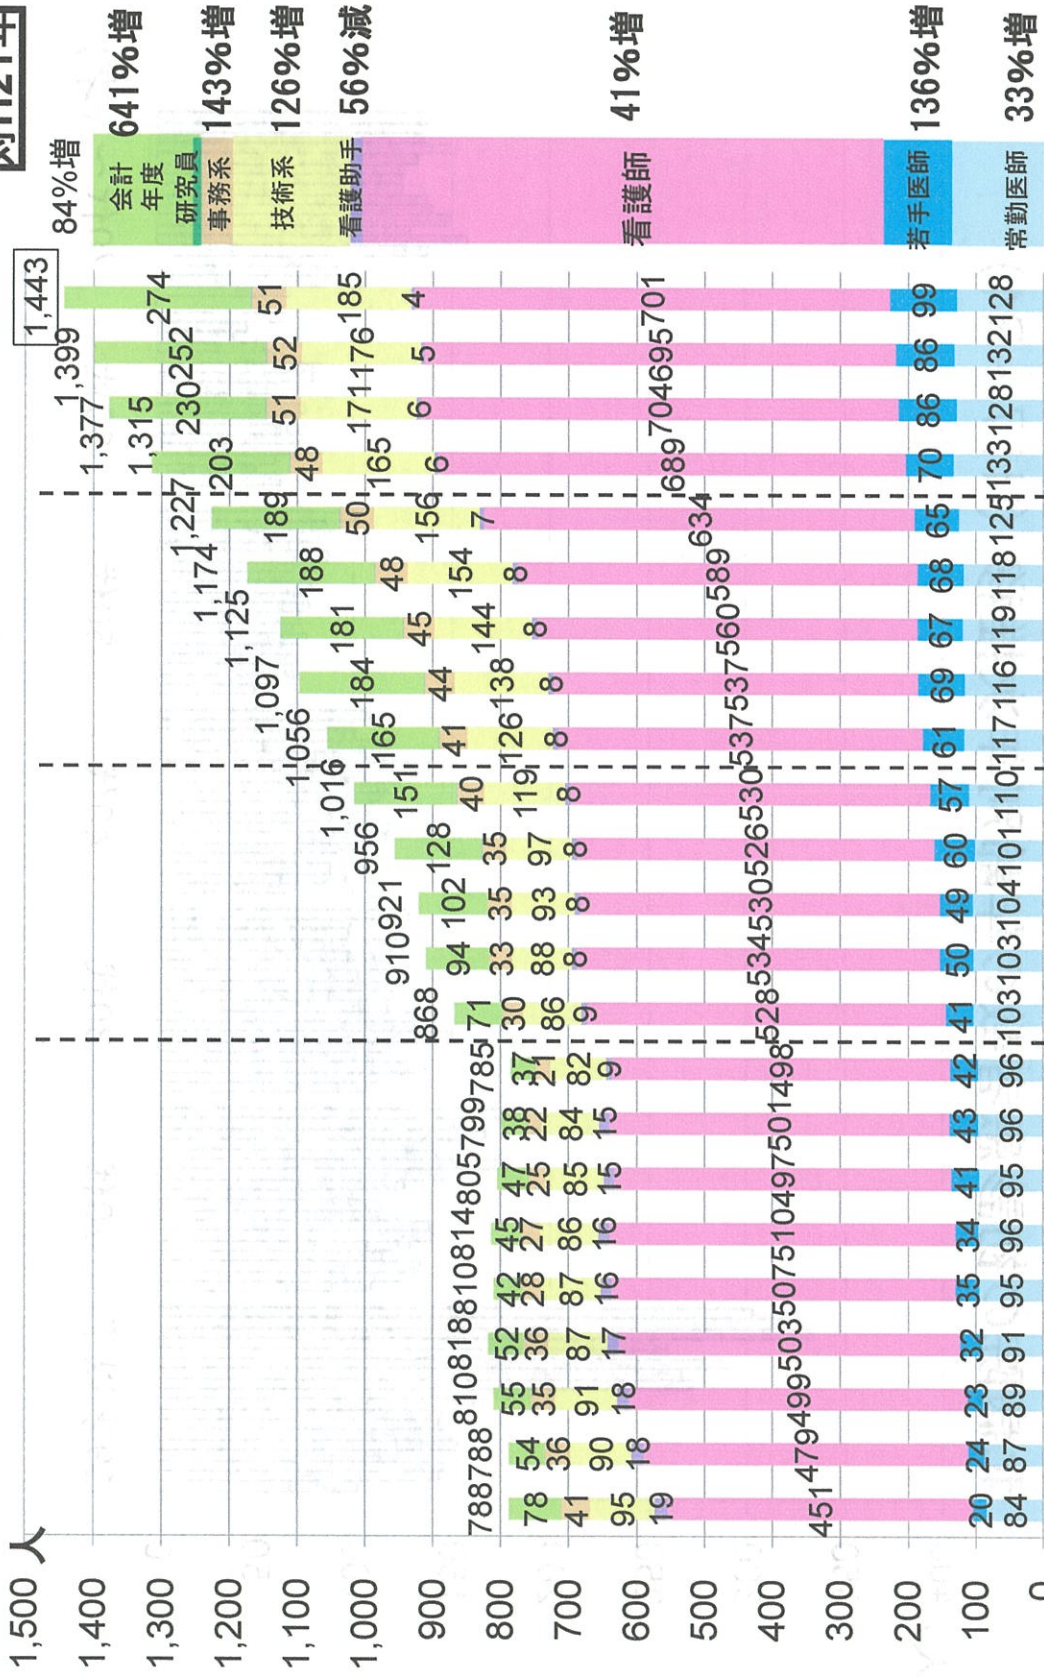 対H21年
1,500 人
1,400
1,300
1,200
1,100
1,000
900
800
700
600
500
400
300
200
100
0
788 788 810 818 810 814 805 799 785 868 910 921 956 1,016 1,056 1,097 1,125 1,174 1,227 1,315 1,377 1,399 1,443
78 54 55 52 42 45 47 38 37 71 94 102 128 151 165 184 181 188 189 203 230 252 274
41 36 35 36 28 27 25 22 21 30 33 35 35 40 41 44 45 48 50 48 51 52 51
95 90 91 87 87 86 85 84 82 86 88 93 97 119 126 138 144 154 156 165 171 176 185
19 18 18 17 16 16 15 15 9 9 8 8 8 8 8 8 8 8 7 6 6 5 4
451 479 499 503 507 510 497 501 498 528 534 530 526 530 537 537 560 589 634 689 704 695 701
20 24 23 32 35 34 41 43 42 41 50 49 60 57 61 69 67 68 65 70 86 86 99
84 87 89 91 95 96 95 96 96 103 103 104 101 110 117 116 119 118 125 133 128 132 128
84%増
会計
年度
641%増
研究員
事務系 143%増
技術系 126%増
看護助手 56%減
看護師 41%増
若手医師 136%増
常勤医師 33%増